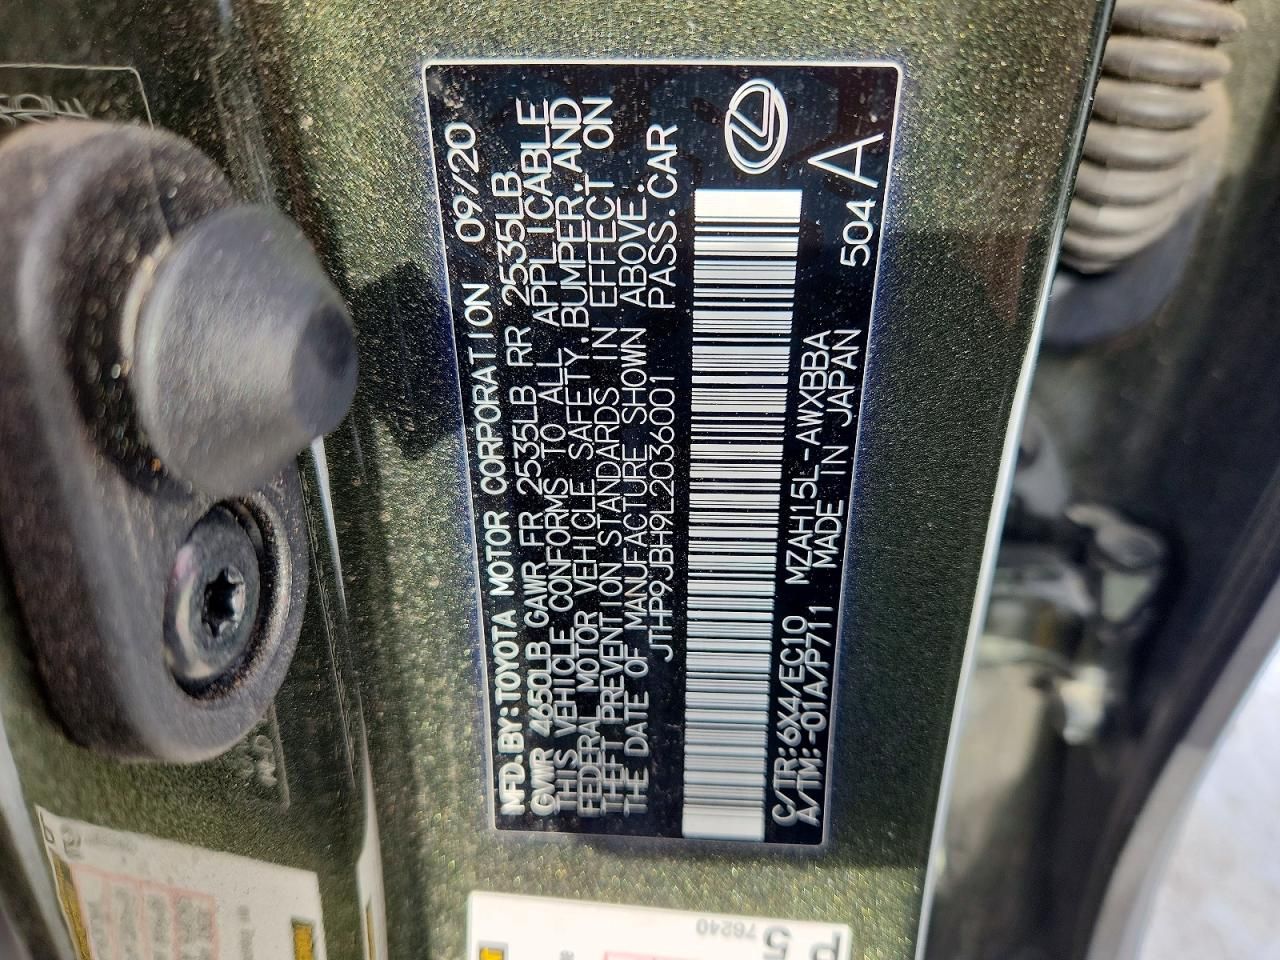 MFD.BY:TOYOTA MOTOR CORPORATION 09/20
GVWR 4650LB GAWR FR 2535LB RR 2535LB
THIS VEHICLE CONFORMS TO ALL APPLICABLE
FEDERAL MOTOR VEHICLE SAFETY,BUMPER,AND
THEFT PREVENTION STANDARDS IN EFFECT ON
THE DATE OF MANUFACTURE SHOWN ABOVE.
JTHP9JBH9L2036001 PASS.CAR
C/TR:6X4/EC10 MZAH15L-AWXBBA
A/TM:-01A/P711 MADE IN JAPAN 504 A
76240